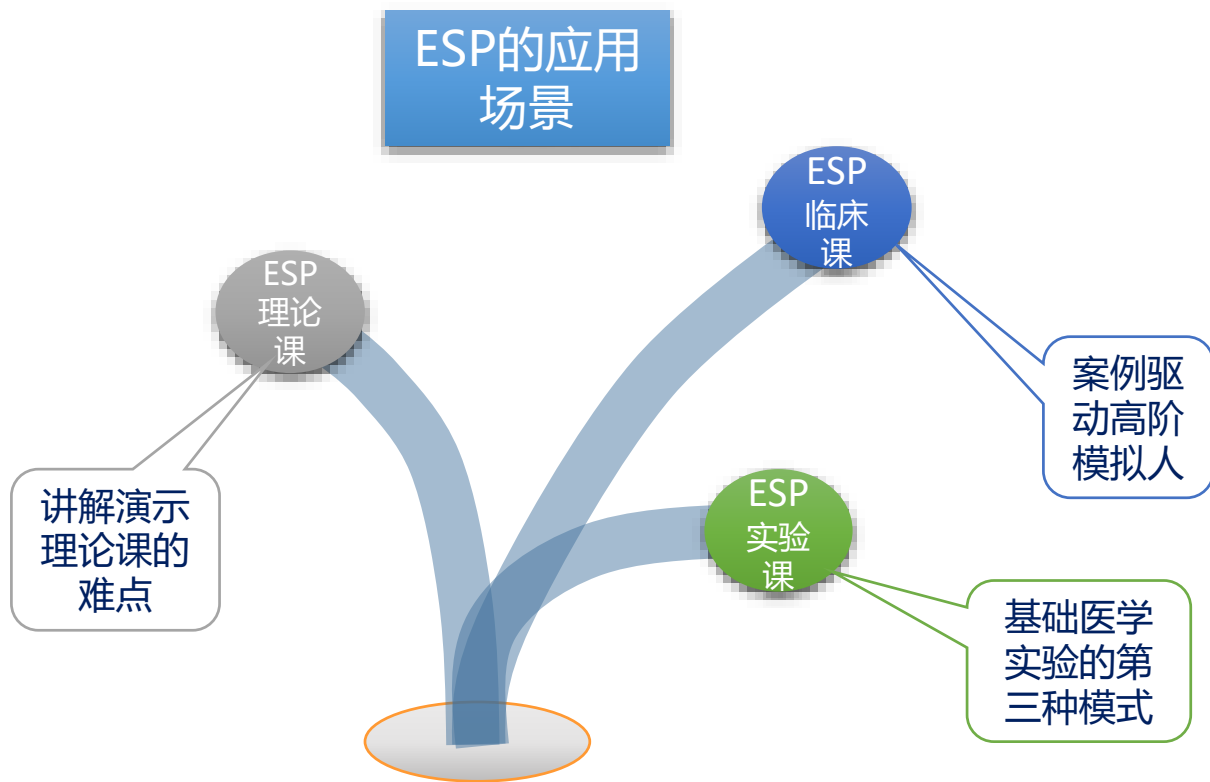 ESP的应用
场景
ESP
临床
课
ESP
理论
课
案例驱
动高阶
模拟人
讲解演示
理论课的
难点
ESP
实验
课
基础医学
实验的第
三种模式